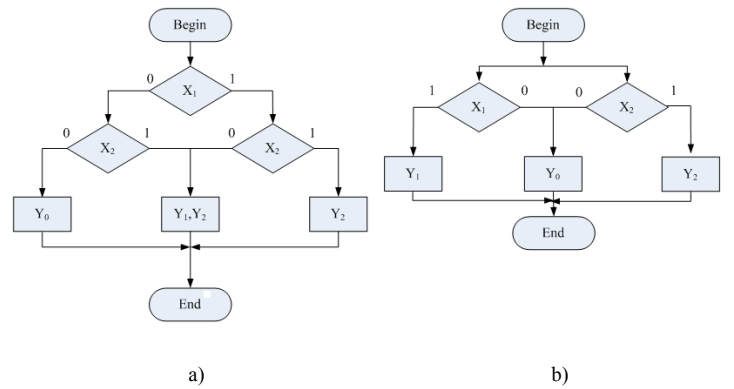 Begin
0 1
X₁
0 1 0 1
X₂ X₂
Y₀ Y₁,Y₂ Y₂
End
a)
Begin
1 0 0 1
X₁ X₂
Y₁ Y₀ Y₂
End
b)